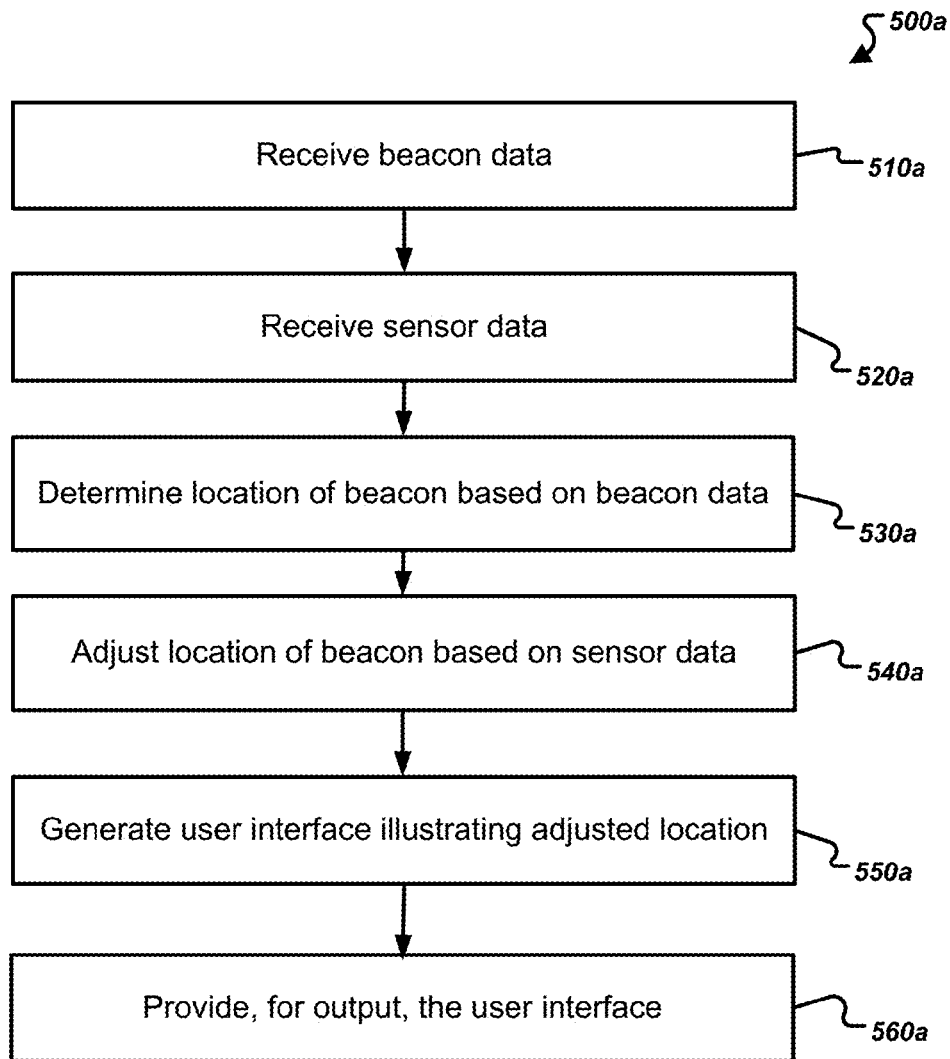 500a
Receive beacon data
510a
Receive sensor data
520a
Determine location of beacon based on beacon data
530a
Adjust location of beacon based on sensor data
540a
Generate user interface illustrating adjusted location
550a
Provide, for output, the user interface
560a